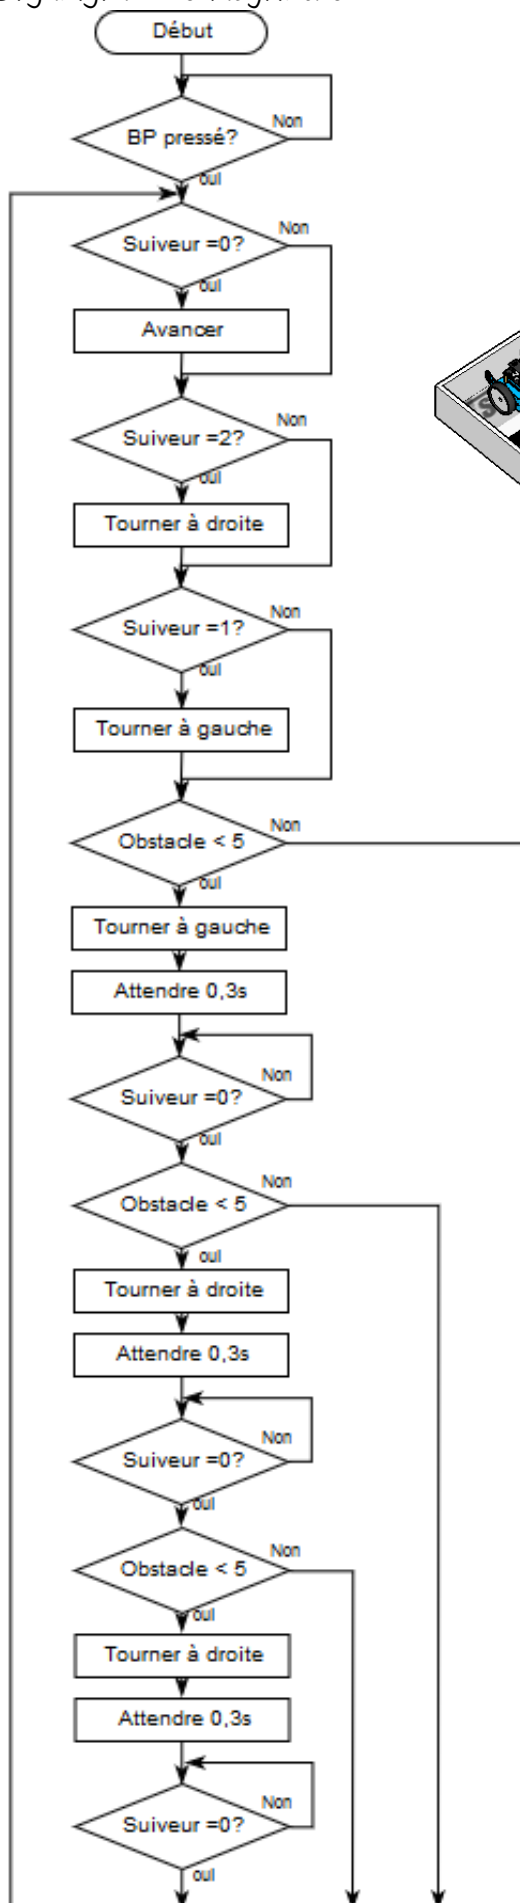 Début
Non
BP pressé?
oui
Non
Suiveur =0?
oui
Avancer
Non
Suiveur =2?
oui
Tourner à droite
Non
Suiveur =1?
oui
Tourner à gauche
Non
Obstacle < 5
oui
Tourner à gauche
Attendre 0,3s
Non
Suiveur =0?
oui
Non
Obstacle < 5
oui
Tourner à droite
Attendre 0,3s
Non
Suiveur =0?
oui
Non
Obstacle < 5
oui
Tourner à droite
Attendre 0,3s
Non
Suiveur =0?
oui